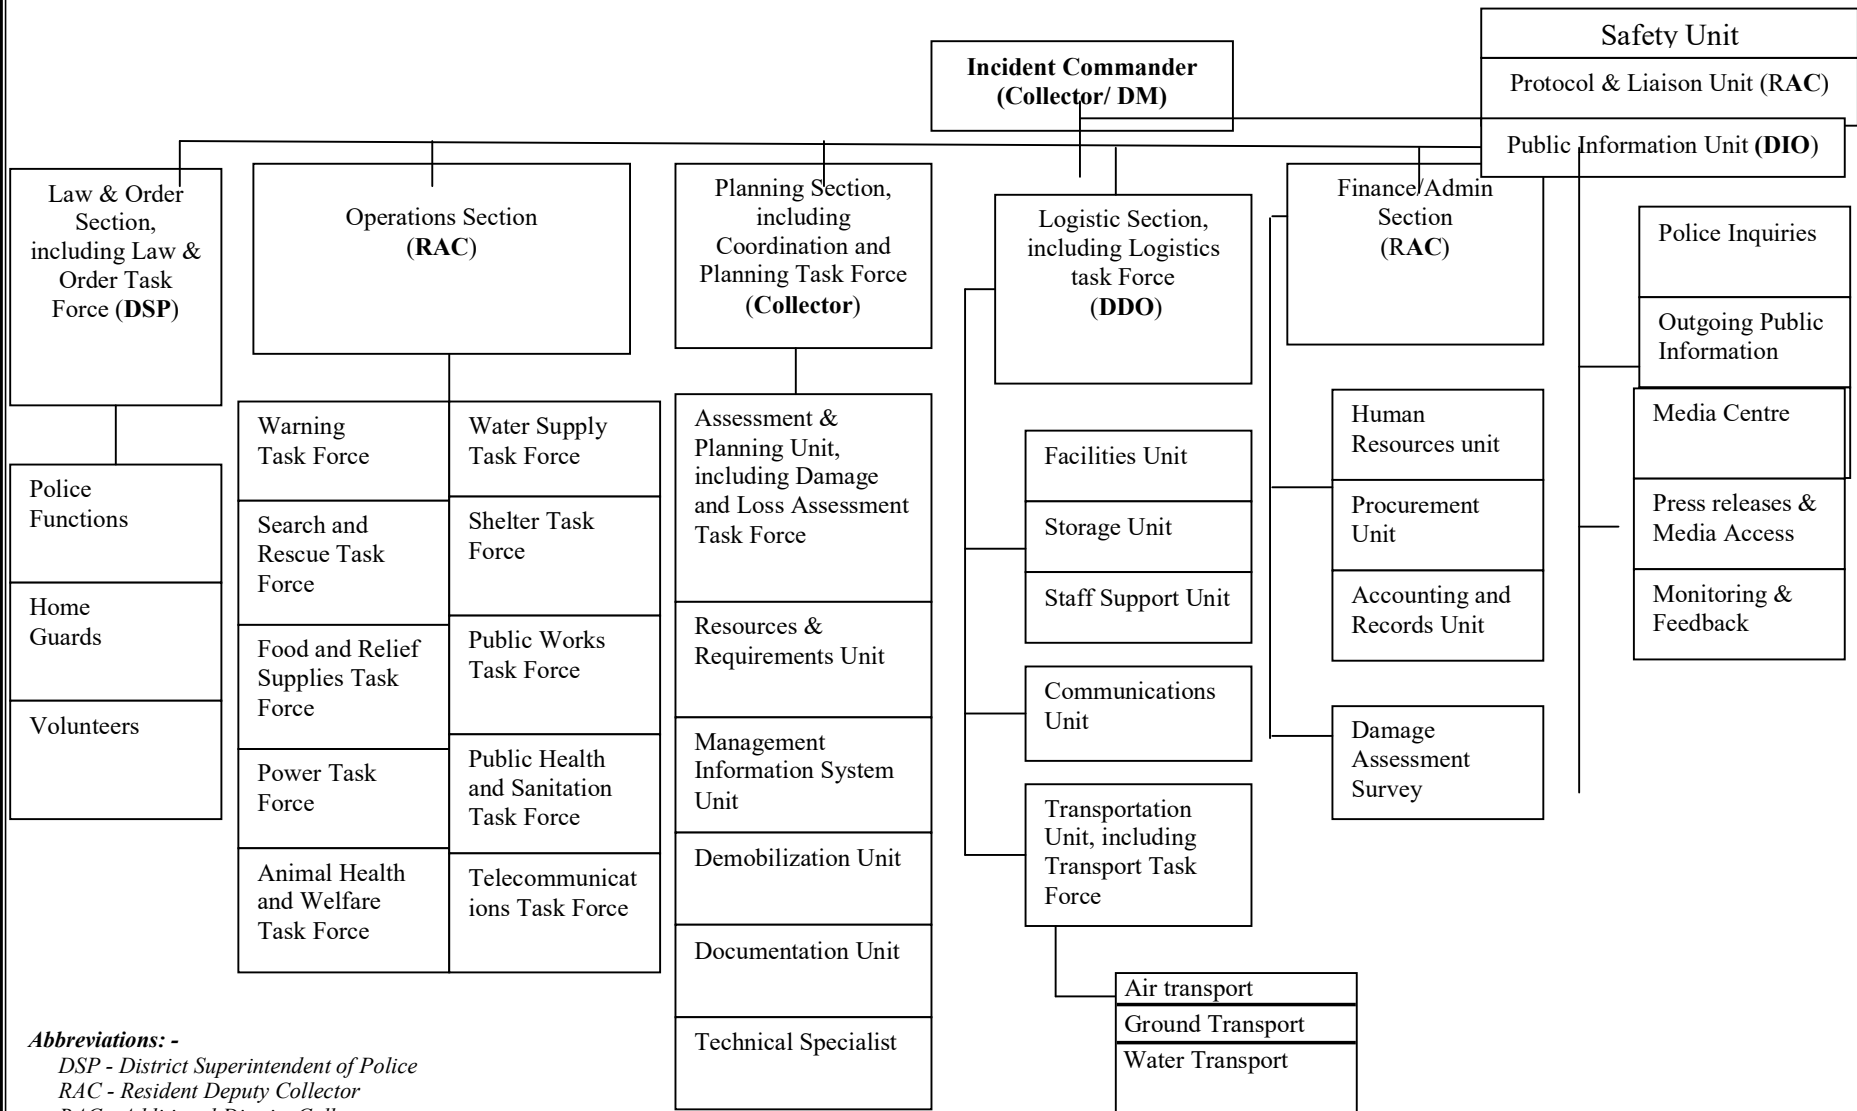 Safety Unit
Protocol & Liaison Unit (RAC)
Public Information Unit (DIO)
Incident Commander
(Collector/ DM)
Law & Order
Section,
including Law &
Order Task
Force (DSP)
Operations Section
(RAC)
Planning Section,
including
Coordination and
Planning Task Force
(Collector)
Logistic Section,
including Logistics
task Force
(DDO)
Finance/Admin
Section
(RAC)
Police Inquiries
Outgoing Public
Information
Media Centre
Press releases &
Media Access
Monitoring &
Feedback
Police
Functions
Home
Guards
Volunteers
Warning
Task Force
Search and
Rescue Task
Force
Food and Relief
Supplies Task
Force
Power Task
Force
Animal Health
and Welfare
Task Force
Water Supply
Task Force
Shelter Task
Force
Public Works
Task Force
Public Health
and Sanitation
Task Force
Telecommunicat
ions Task Force
Assessment &
Planning Unit,
including Damage
and Loss Assessment
Task Force
Resources &
Requirements Unit
Management
Information System
Unit
Demobilization Unit
Documentation Unit
Technical Specialist
Facilities Unit
Storage Unit
Staff Support Unit
Communications
Unit
Transportation
Unit, including
Transport Task
Force
Air transport
Ground Transport
Water Transport
Human
Resources unit
Procurement
Unit
Accounting and
Records Unit
Damage
Assessment
Survey
Abbreviations: -
DSP - District Superintendent of Police
RAC - Resident Deputy Collector